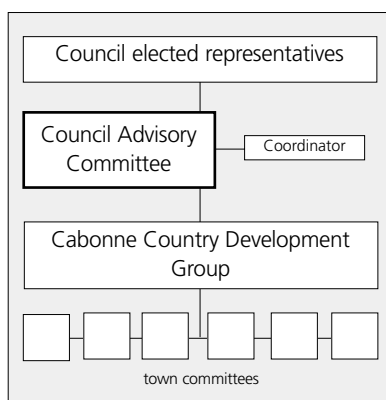 Council elected representatives
Council Advisory
Committee
Coordinator
Cabonne Country Development
Group
town committees